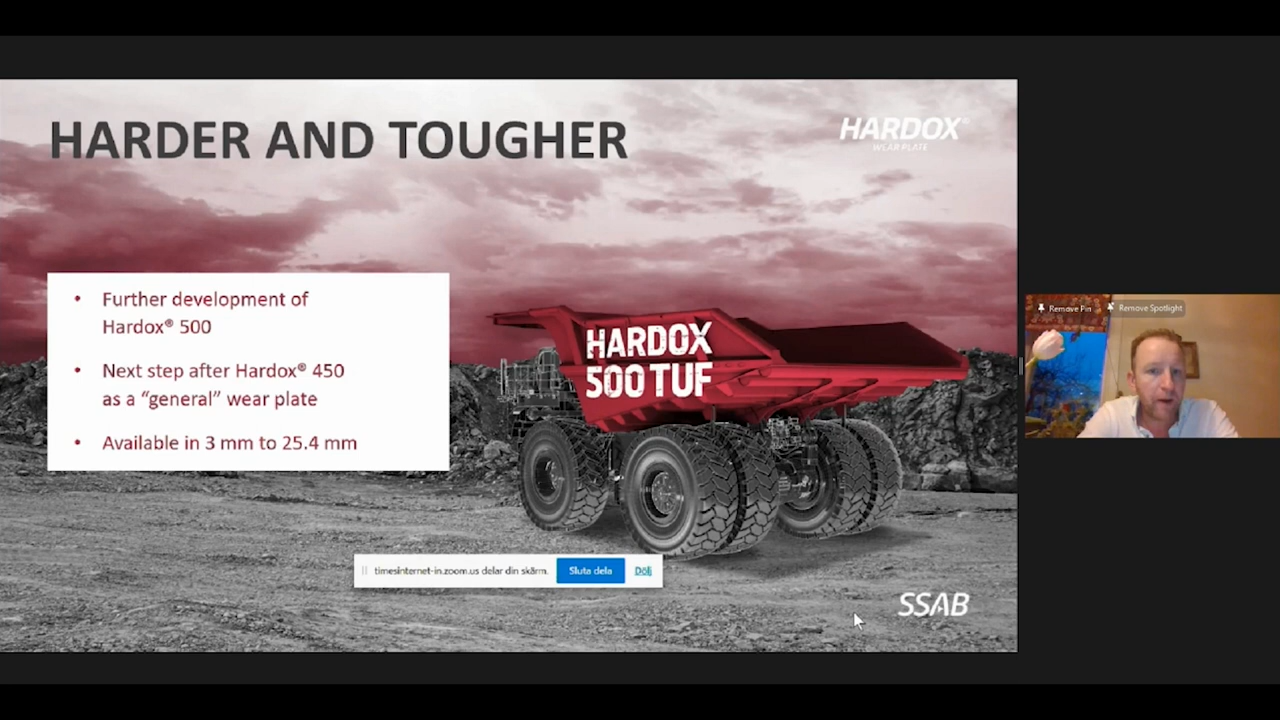 HARDER AND TOUGHER
HARDOX®
WEAR PLATE
• Further development of
Hardox® 500
• Next step after Hardox® 450
as a “general” wear plate
• Available in 3 mm to 25.4 mm
HARDOX
500 TUF
Remove Pin
Remove Spotlight
timesinternet-in.zoom.us delar din skärm.
Sluta dela
Dölj
SSAB